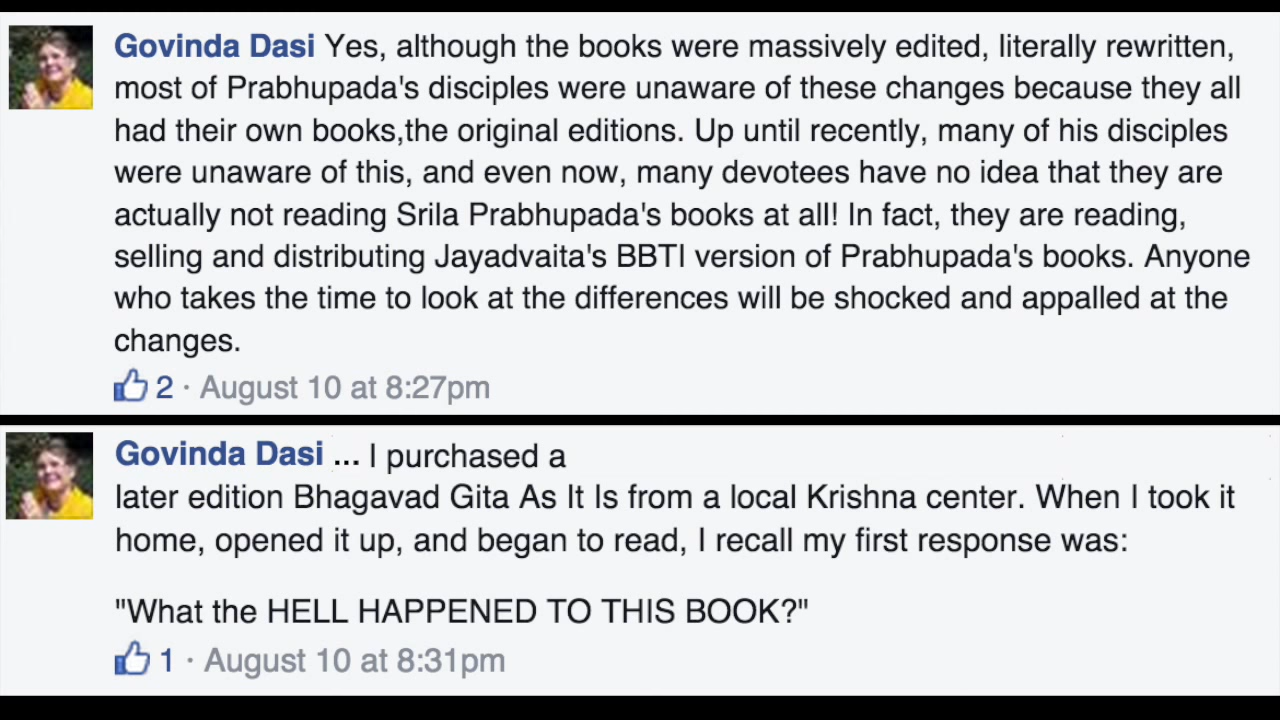 Govinda Dasi Yes, although the books were massively edited, literally rewritten,
most of Prabhupada's disciples were unaware of these changes because they all
had their own books,the original editions. Up until recently, many of his disciples
were unaware of this, and even now, many devotees have no idea that they are
actually not reading Srila Prabhupada's books at all! In fact, they are reading,
selling and distributing Jayadvaita's BBTI version of Prabhupada's books. Anyone
who takes the time to look at the differences will be shocked and appalled at the
changes.
2 · August 10 at 8:27pm
Govinda Dasi ... I purchased a
later edition Bhagavad Gita As It Is from a local Krishna center. When I took it
home, opened it up, and began to read, I recall my first response was:
"What the HELL HAPPENED TO THIS BOOK?"
1 · August 10 at 8:31pm